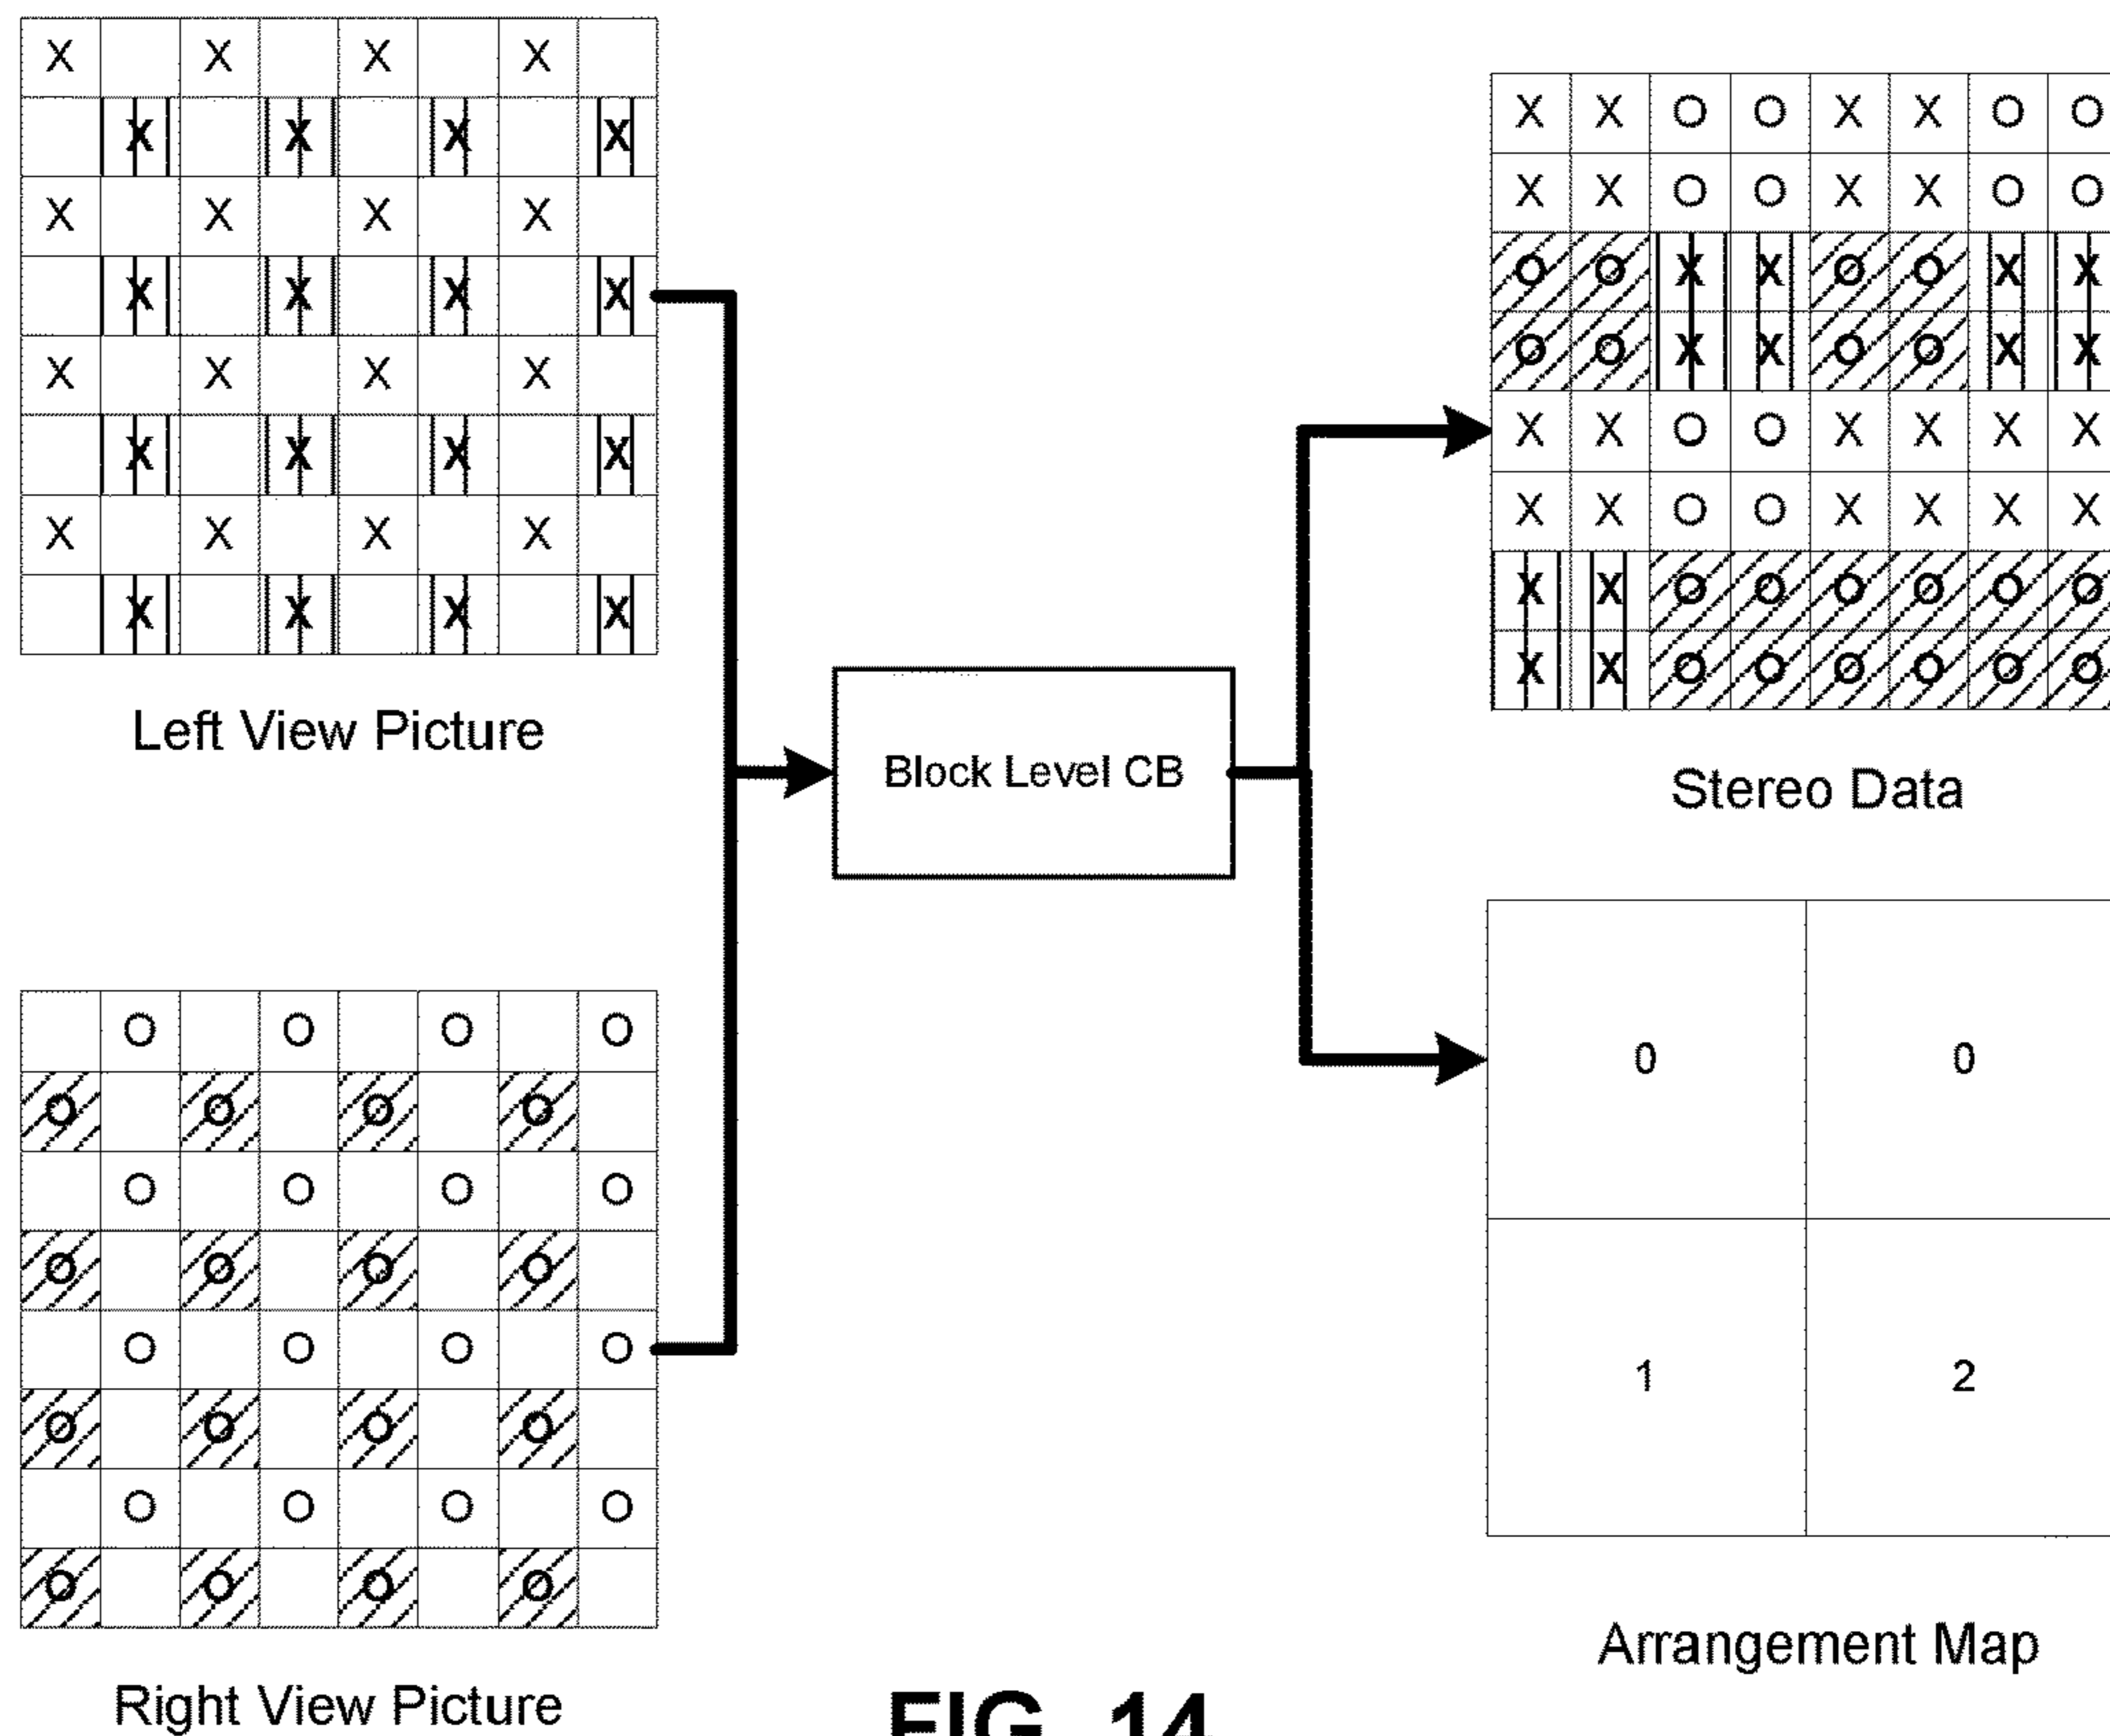 X X X X
X X X X
X X X X
X X X X
X X X X
X X X X
X X X X
X X X X
Left View Picture
O O O O
O O O O
O O O O
O O O O
O O O O
O O O O
O O O O
O O O O
Right View Picture
Block Level CB
X X O O X X O O
X X O O X X O O
O O X X O O X X
O O X X O O X X
X X O O X X X X
X X O O X X X X
X X O O O O O O
X X O O O O O O
Stereo Data
0 0
1 2
Arrangement Map
FIG. 14